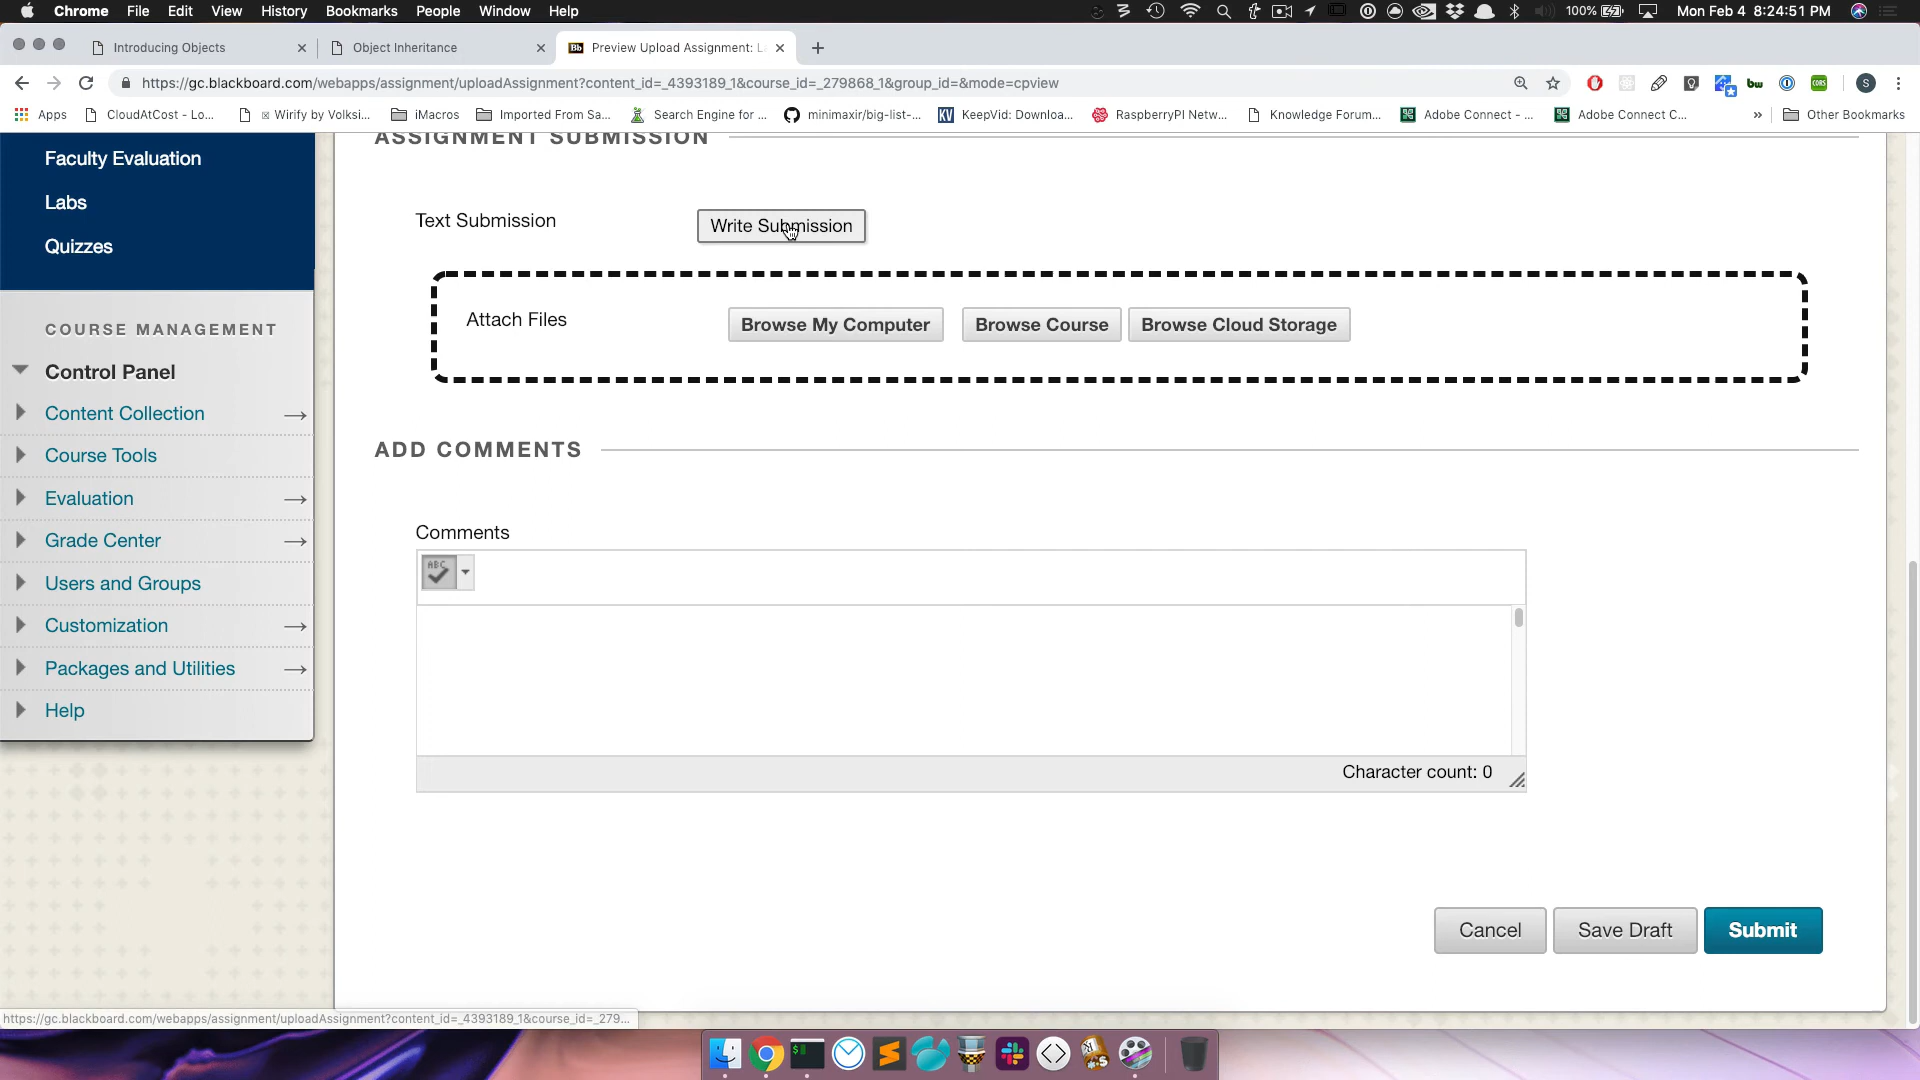 Chrome File Edit View History Bookmarks People Window Help 100% Mon Feb 4 8:24:51 PM
Introducing Objects
Object Inheritance
Bb Preview Upload Assignment: L
https://gc.blackboard.com/webapps/assignment/uploadAssignment?content_id=_4393189_1&course_id=_279868_1&group_id=&mode=cpview
Apps CloudAtCost - Lo... Wirify by Volksi... iMacros Imported From Sa... Search Engine for ... minimaxir/big-list-... KV KeepVid: Downloa... RaspberryPI Netw... Knowledge Forum... Adobe Connect - ... Adobe Connect C... » Other Bookmarks
Faculty Evaluation
Labs
Quizzes
COURSE MANAGEMENT
Control Panel
Content Collection
Course Tools
Evaluation
Grade Center
Users and Groups
Customization
Packages and Utilities
Help
ASSIGNMENT SUBMISSION
Text Submission Write Submission
Attach Files Browse My Computer Browse Course Browse Cloud Storage
ADD COMMENTS
Comments
ABC
Character count: 0
Cancel Save Draft Submit
https://gc.blackboard.com/webapps/assignment/uploadAssignment?content_id=_4393189_1&course_id=_279...